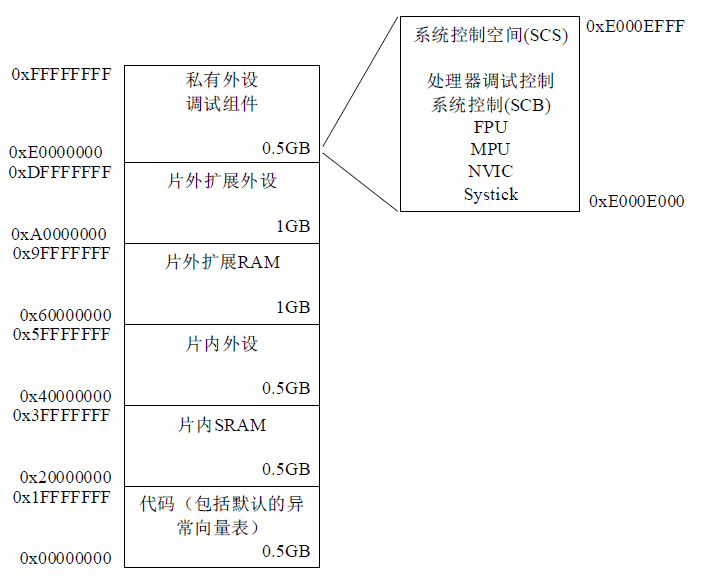 0xFFFFFFFF
私有外设
调试组件
0.5GB
0xE0000000
0xDFFFFFFF
片外扩展外设
1GB
0xA0000000
0x9FFFFFFF
片外扩展RAM
1GB
0x60000000
0x5FFFFFFF
片内外设
0.5GB
0x40000000
0x3FFFFFFF
片内SRAM
0.5GB
0x20000000
0x1FFFFFFF
代码（包括默认的异
常向量表）
0.5GB
0x00000000
系统控制空间(SCS)
0xE000EFFF
处理器调试控制
系统控制(SCB)
FPU
MPU
NVIC
Systick
0xE000E000